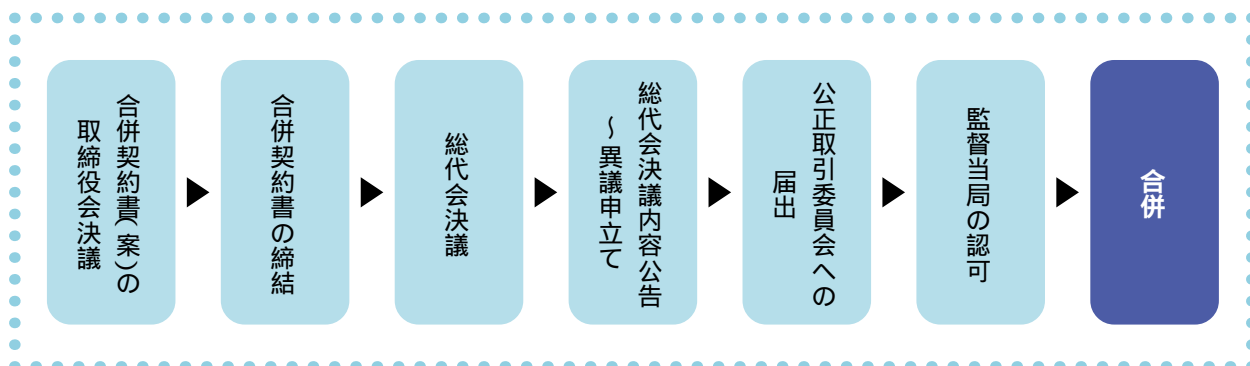 合併契約書(案)の
取締役会決議
合併契約書の締結
総代会決議
総代会決議内容公告
~異議申立て
公正取引委員会への
届出
監督当局の認可
合併